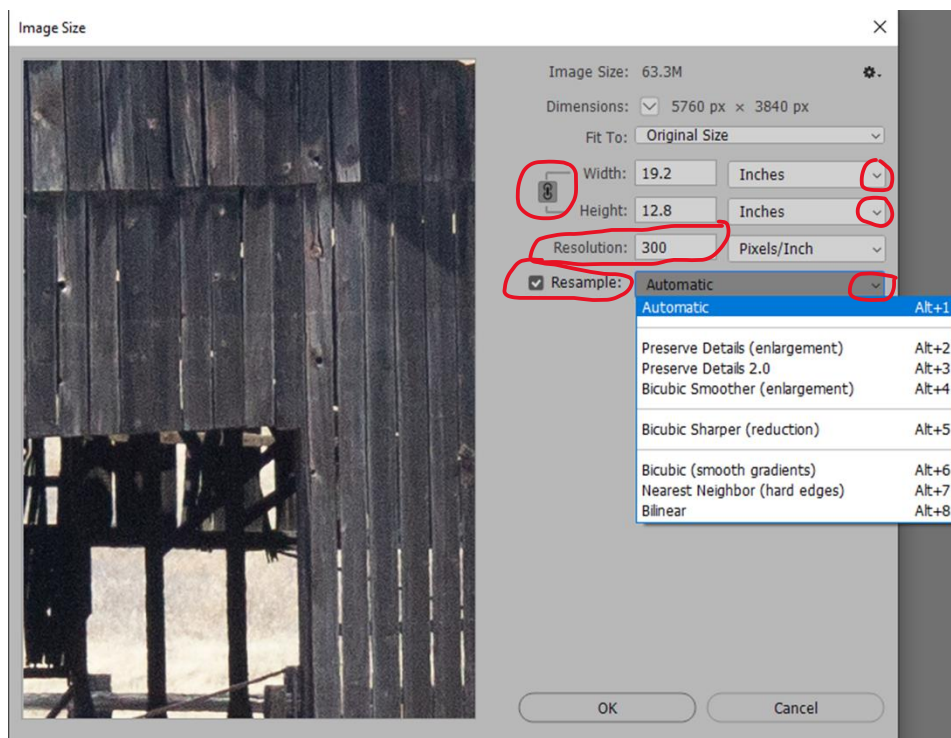 Image Size
Image Size: 63.3M
Dimensions: 5760 px × 3840 px
Fit To: Original Size
Width: 19.2 Inches
Height: 12.8 Inches
Resolution: 300 Pixels/Inch
Resample: Automatic
Automatic Alt+1
Preserve Details (enlargement) Alt+2
Preserve Details 2.0 Alt+3
Bicubic Smoother (enlargement) Alt+4
Bicubic Sharper (reduction) Alt+5
Bicubic (smooth gradients) Alt+6
Nearest Neighbor (hard edges) Alt+7
Bilinear Alt+8
OK Cancel